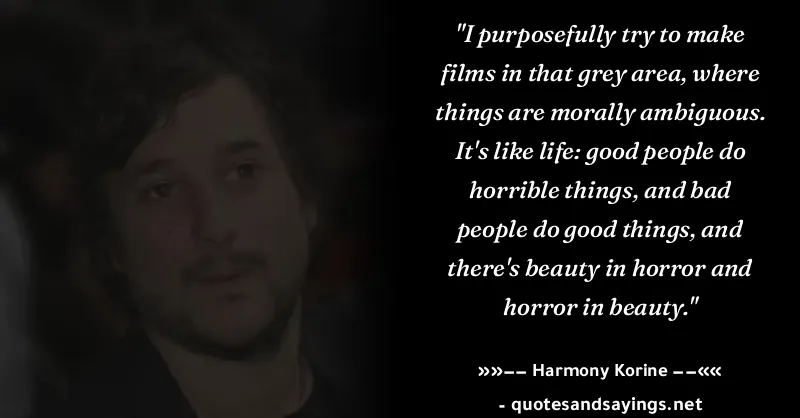 "I purposefully try to make
films in that grey area, where
things are morally ambiguous.
It's like life: good people do
horrible things, and bad
people do good things, and
there's beauty in horror and
horror in beauty."
»»−− Harmony Korine −−««
- quotesandsayings.net